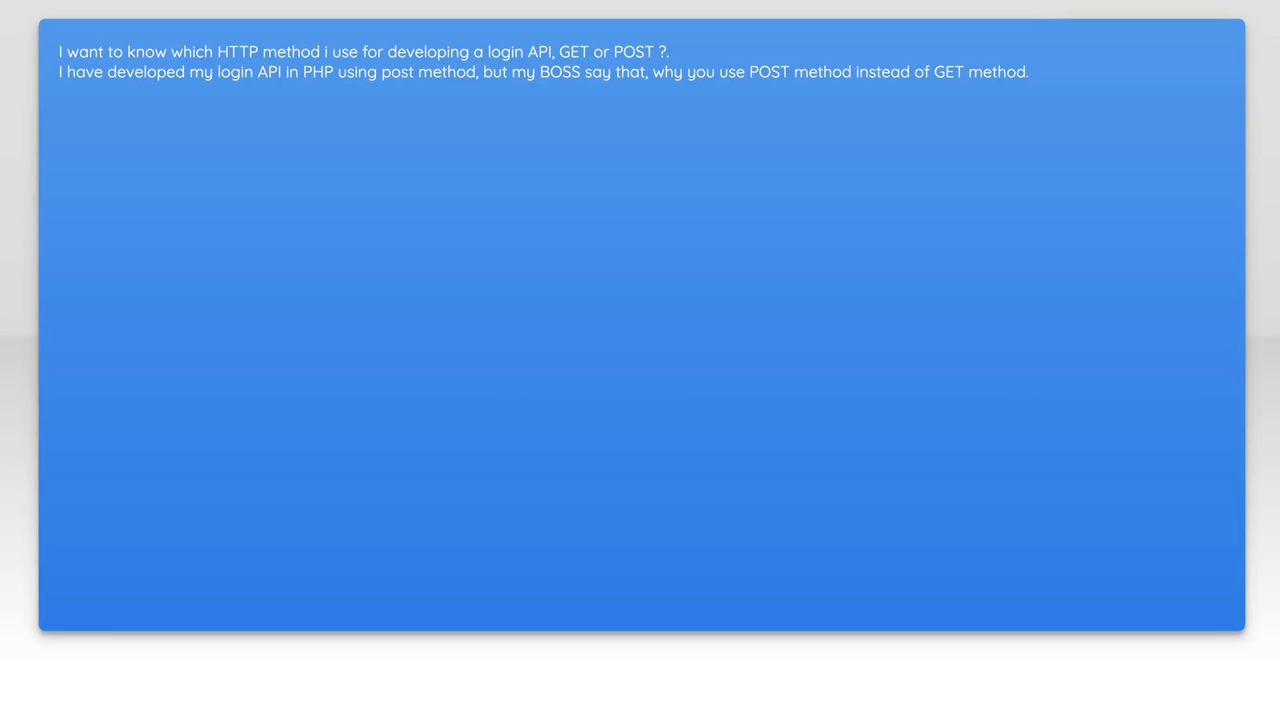 I want to know which HTTP method i use for developing a login API, GET or POST ?.
I have developed my login API in PHP using post method, but my BOSS say that, why you use POST method instead of GET method.